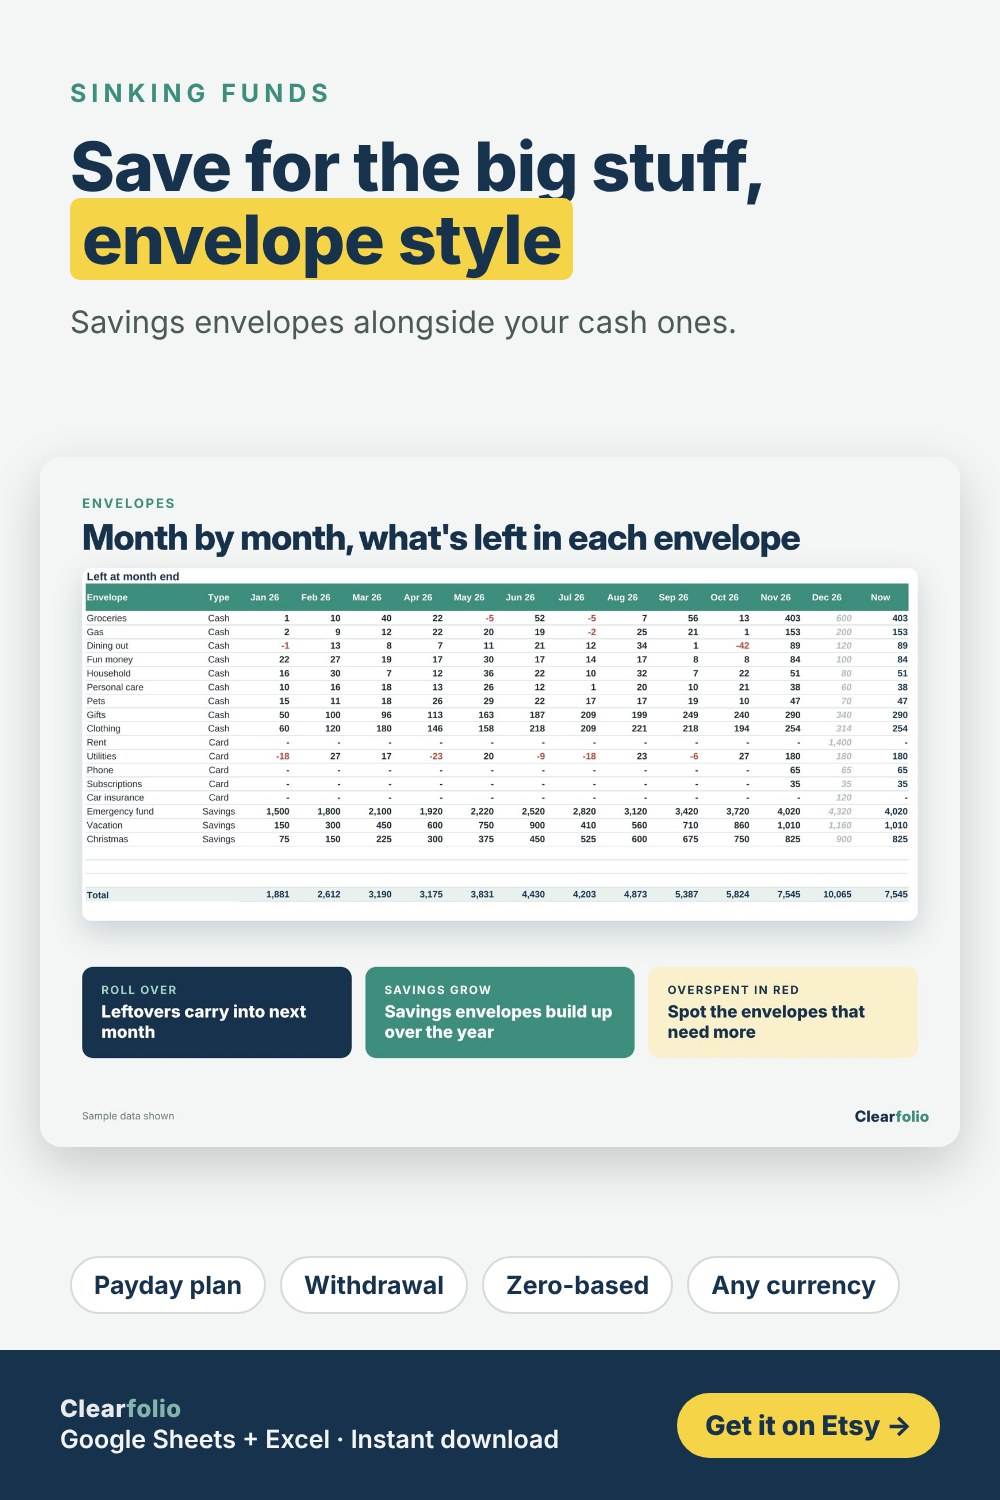 SINKING FUNDS
Save for the big stuff,
envelope style
Savings envelopes alongside your cash ones.
ENVELOPES
Month by month, what's left in each envelope
Left at month end
Envelope Type Jan 26 Feb 26 Mar 26 Apr 26 May 26 Jun 26 Jul 26 Aug 26 Sep 26 Oct 26 Nov 26 Dec 26 Now
Groceries Cash 1 10 40 22 -5 52 -5 7 56 13 403 600 403
Gas Cash 2 9 12 22 20 19 -2 25 21 1 153 200 153
Dining out Cash -1 13 8 7 11 21 12 34 1 -42 89 120 89
Fun money Cash 22 27 19 17 30 17 14 17 8 8 84 100 84
Household Cash 16 30 7 12 36 22 10 32 7 22 51 80 51
Personal care Cash 10 16 18 13 26 12 1 20 10 21 38 60 38
Pets Cash 15 11 18 26 29 22 17 17 19 10 47 70 47
Gifts Cash 50 100 96 113 163 187 209 199 249 240 290 340 290
Clothing Cash 60 120 180 146 158 218 209 221 218 194 254 314 254
Rent Card - - - - - - - - - - - 1,400 -
Utilities Card -18 27 17 -23 20 -9 -18 23 -6 27 180 180 180
Phone Card - - - - - - - - - - 65 65 65
Subscriptions Card - - - - - - - - - - 35 35 35
Car insurance Card - - - - - - - - - - - 120 -
Emergency fund Savings 1,500 1,800 2,100 1,920 2,220 2,520 2,820 3,120 3,420 3,720 4,020 4,320 4,020
Vacation Savings 150 300 450 600 750 900 410 560 710 860 1,010 1,160 1,010
Christmas Savings 75 150 225 300 375 450 525 600 675 750 825 900 825
Total 1,881 2,612 3,190 3,175 3,831 4,430 4,203 4,873 5,387 5,824 7,545 10,065 7,545
ROLL OVER
Leftovers carry into next
month
SAVINGS GROW
Savings envelopes build up
over the year
OVERSPENT IN RED
Spot the envelopes that
need more
Sample data shown
Clearfolio
Payday plan
Withdrawal
Zero-based
Any currency
Clearfolio
Google Sheets + Excel · Instant download
Get it on Etsy →